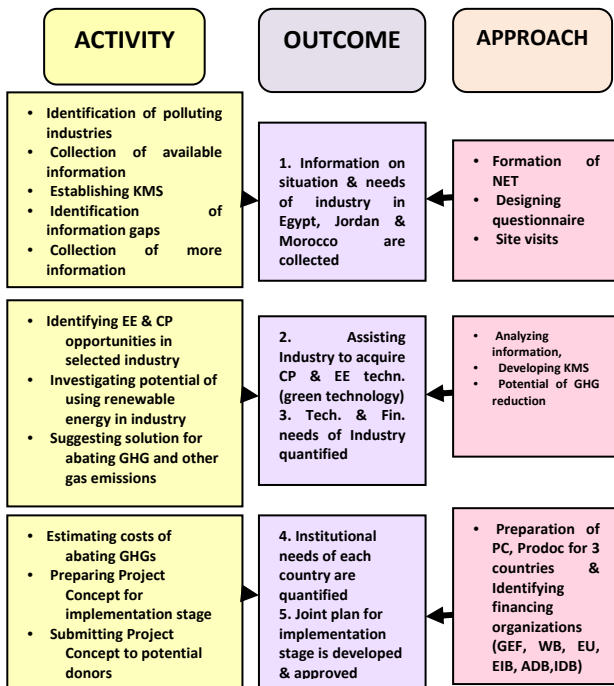 ACTIVITY
OUTCOME
APPROACH
• Identification of polluting
industries
• Collection of available
information
• Establishing KMS
• Identification of
information gaps
• Collection of more
information
1. Information on
situation & needs
of industry in
Egypt, Jordan &
Morocco are
collected
• Formation of
NET
• Designing
questionnaire
• Site visits
• Identifying EE & CP
opportunities in
selected industry
• Investigating potential of
using renewable
energy in industry
• Suggesting solution for
abating GHG and other
gas emissions
2. Assisting
Industry to acquire
CP & EE techn.
(green technology)
3. Tech. & Fin.
needs of Industry
quantified
• Analyzing
information,
• Developing KMS
• Potential of GHG
reduction
• Estimating costs of
abating GHGs
• Preparing Project
Concept for
implementation stage
• Submitting Project
Concept to potential
donors
4. Institutional
needs of each
country are
quantified
5. Joint plan for
implementation
stage is developed
& approved
• Preparation of
PC, Prodoc for 3
countries &
Identifying
financing
organizations
(GEF, WB, EU,
EIB, ADB,IDB)